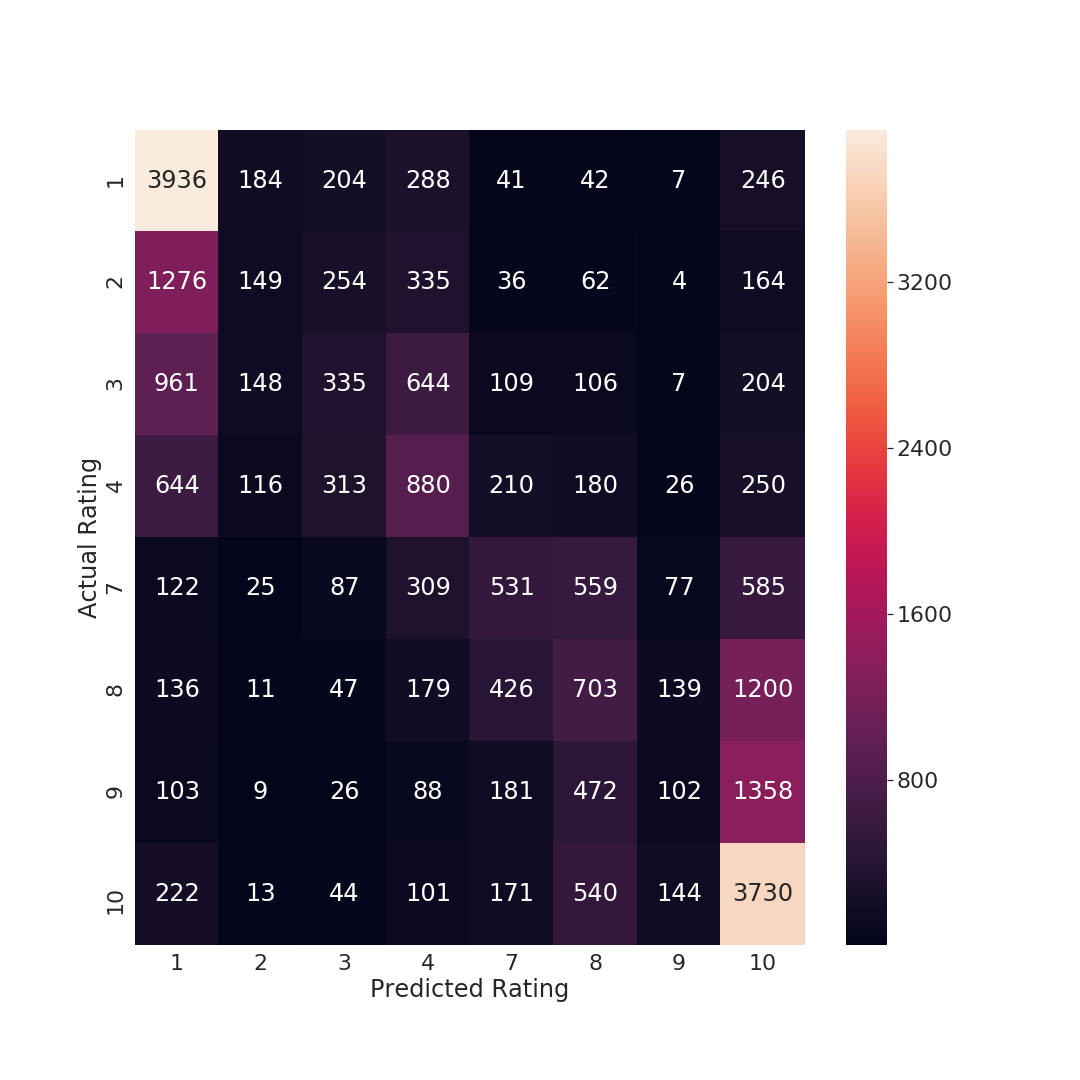 1 3936 184 204 288 41 42 7 246
2 1276 149 254 335 36 62 4 164
3 961 148 335 644 109 106 7 204
4 644 116 313 880 210 180 26 250
7 122 25 87 309 531 559 77 585
8 136 11 47 179 426 703 139 1200
9 103 9 26 88 181 472 102 1358
10 222 13 44 101 171 540 144 3730
1 2 3 4 7 8 9 10
Predicted Rating
Actual Rating
3200
2400
1600
800